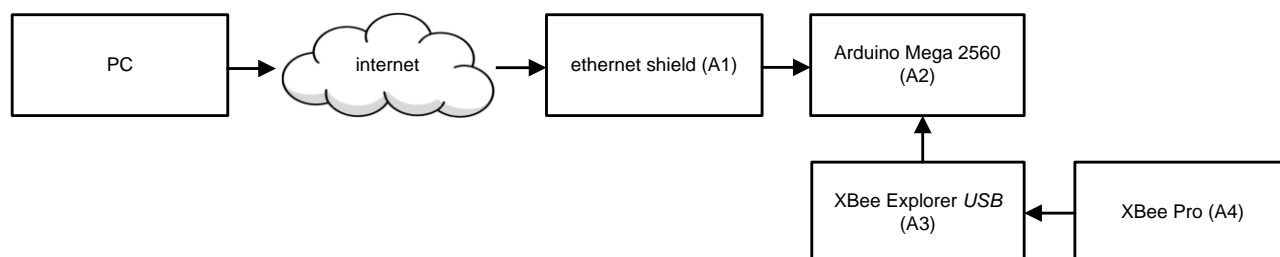 PC
internet
ethernet shield (A1)
Arduino Mega 2560
(A2)
XBee Explorer USB
(A3)
XBee Pro (A4)